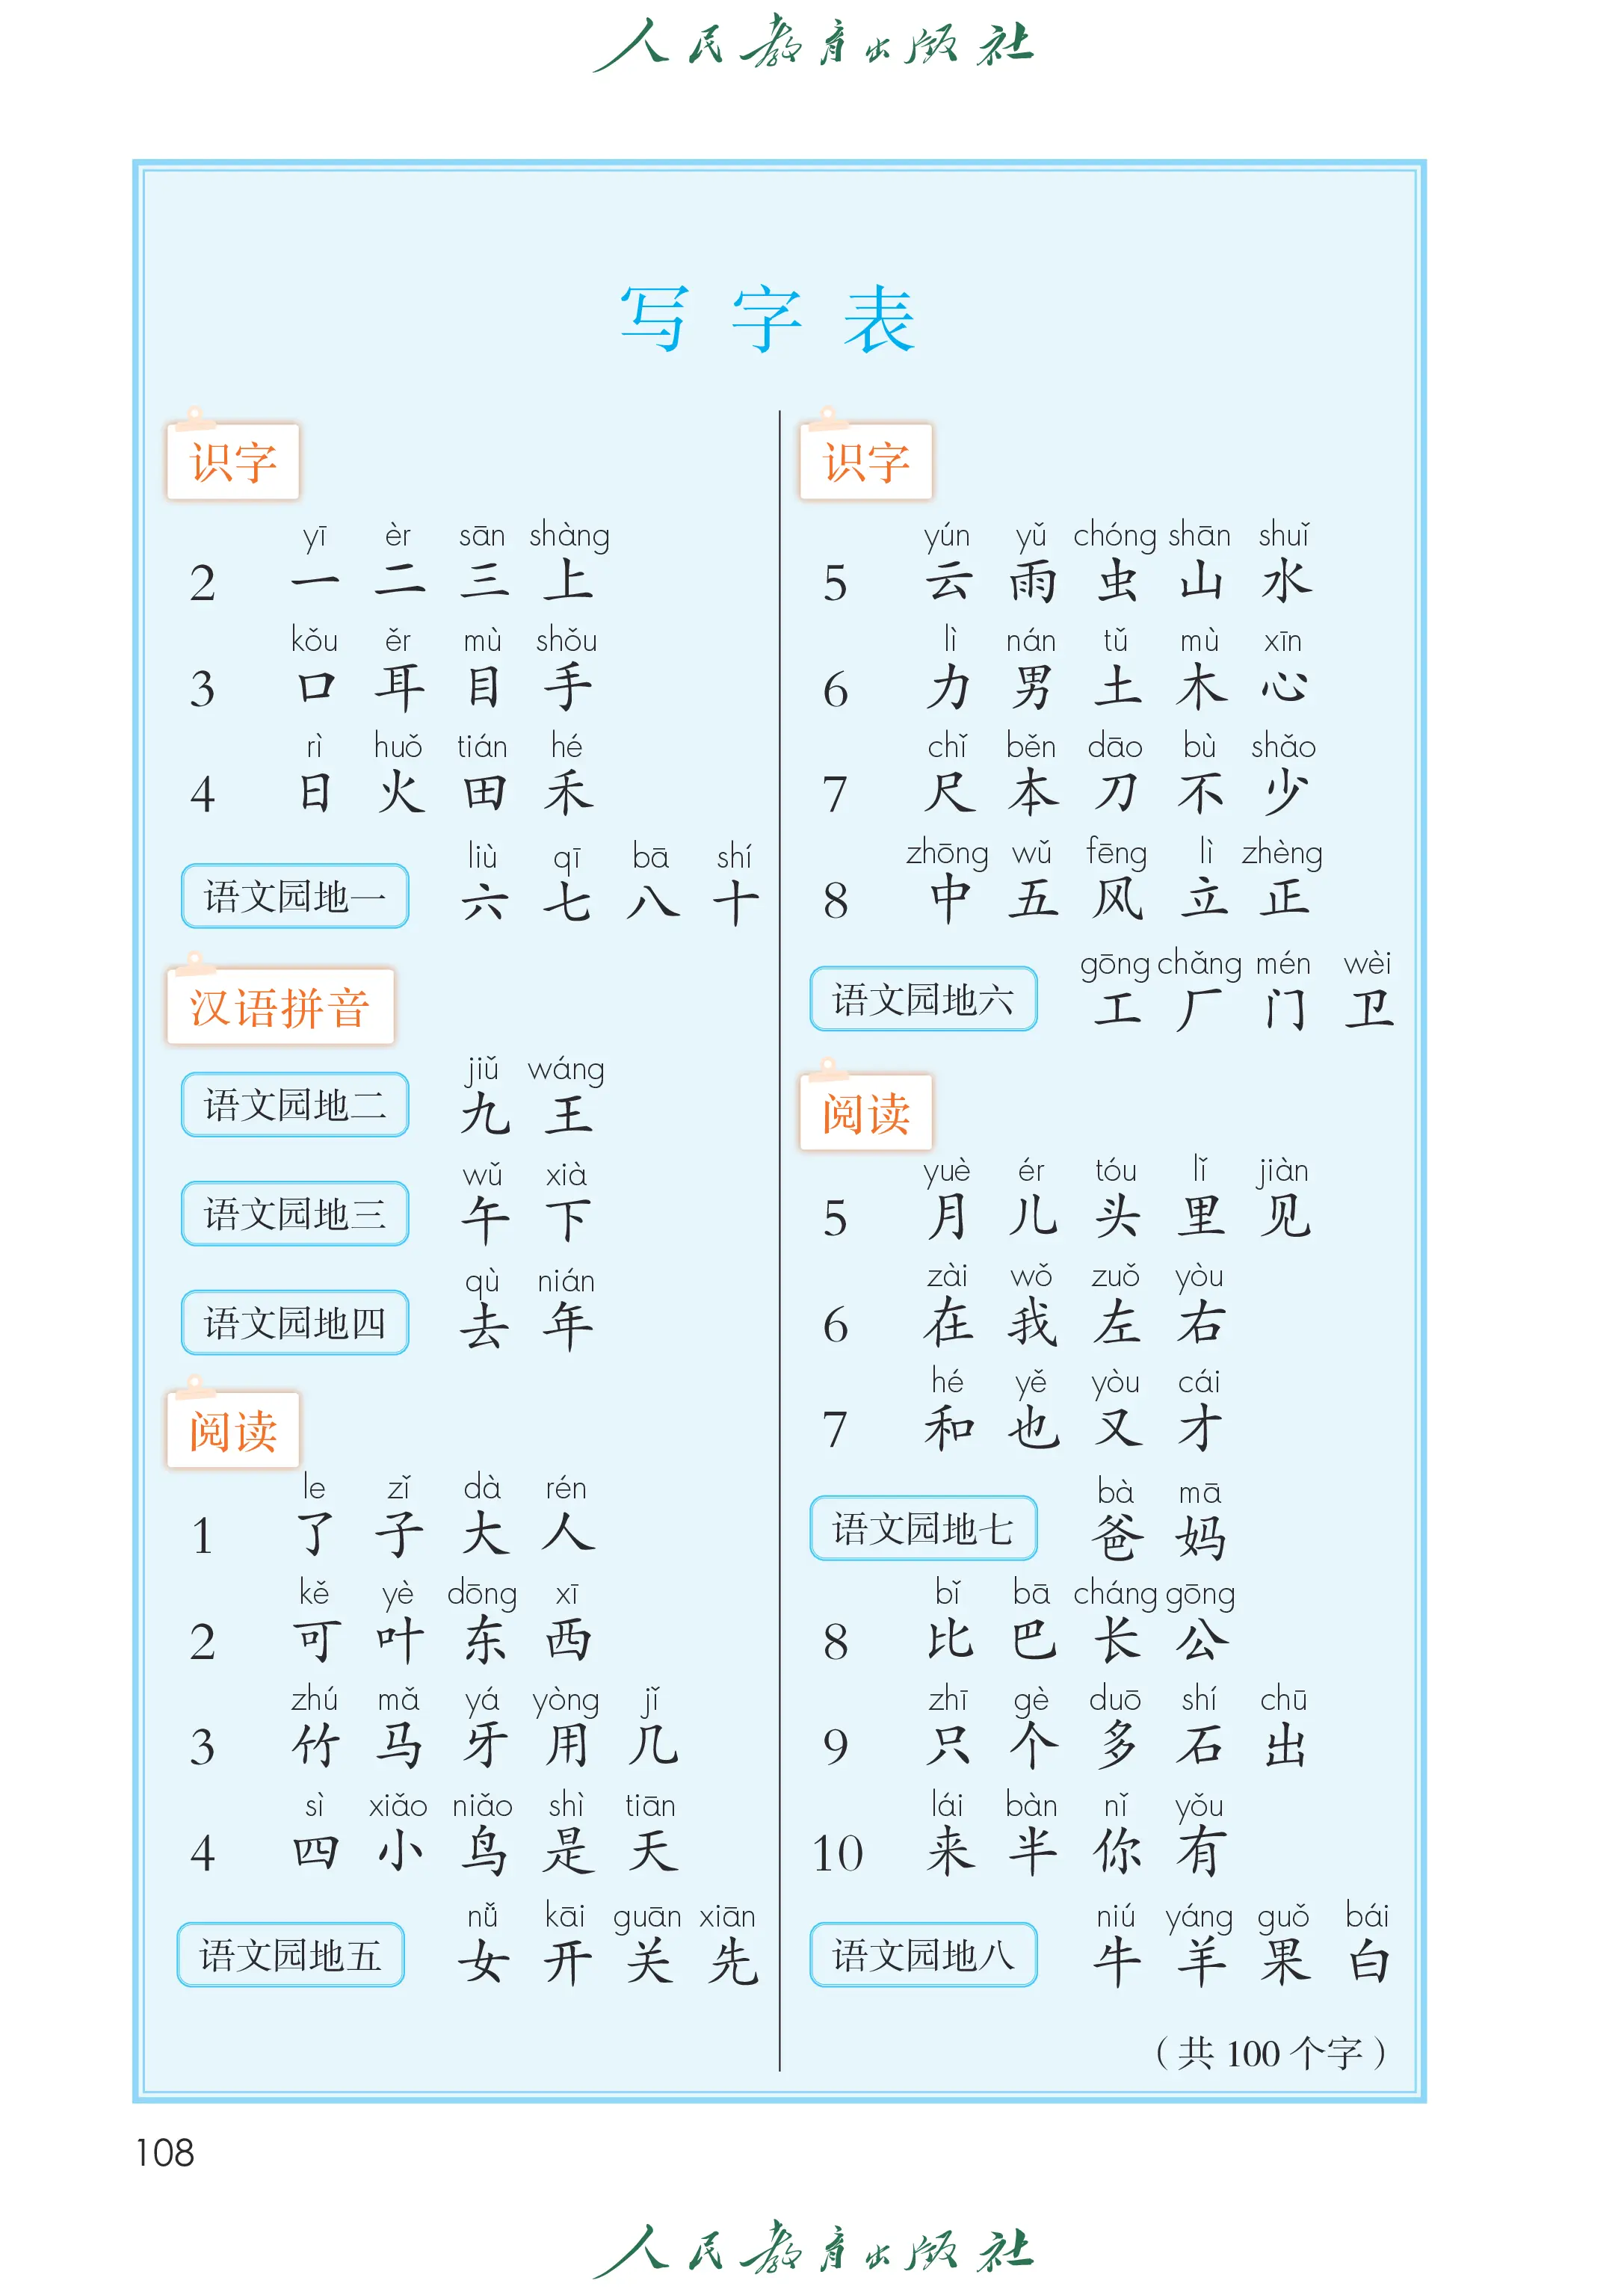 人民教育出版社
写字表
识字
yī èr sān shàng
2 一 二 三 上
kǒu ěr mù shǒu
3 口 耳 目 手
rì huǒ tián hé
4 日 火 田 禾
liù qī bā shí
语文园地一 六 七 八 十
汉语拼音
jiǔ wáng
语文园地二 九 王
wǔ xià
语文园地三 午 下
qù nián
语文园地四 去 年
阅读
le zǐ dà rén
1 了 子 大 人
kě yè dōng xī
2 可 叶 东 西
zhú mǎ yá yòng jǐ
3 竹 马 牙 用 几
sì xiǎo niǎo shì tiān
4 四 小 鸟 是 天
nǚ kāi guān xiān
语文园地五 女 开 关 先
识字
yún yǔ chóng shān shuǐ
5 云 雨 虫 山 水
lì nán tǔ mù xīn
6 力 男 土 木 心
chǐ běn dāo bù shǎo
7 尺 本 刀 不 少
zhōng wǔ fēng lì zhèng
8 中 五 风 立 正
gōng chǎng mén wèi
语文园地六 工 厂 门 卫
阅读
yuè ér tóu lǐ jiàn
5 月 儿 头 里 见
zài wǒ zuǒ yòu
6 在 我 左 右
hé yě yòu cái
7 和 也 又 才
bà mā
语文园地七 爸 妈
bǐ bā cháng gōng
8 比 巴 长 公
zhī gè duō shí chū
9 只 个 多 石 出
lái bàn nǐ yǒu
10 来 半 你 有
niú yáng guǒ bái
语文园地八 牛 羊 果 白
（共 100 个字）
108
人民教育出版社